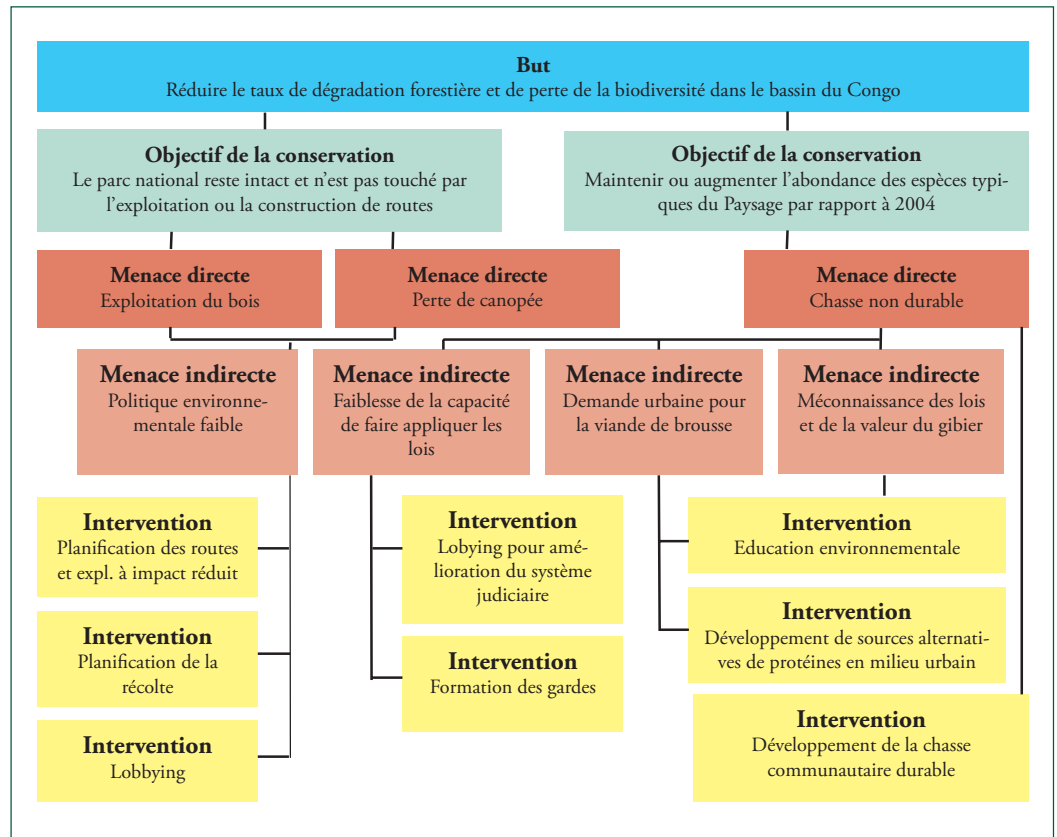 But
Réduire le taux de dégradation forestière et de perte de la biodiversité dans le bassin du Congo
Objectif de la conservation
Le parc national reste intact et n'est pas touché par
l'exploitation ou la construction de routes
Objectif de la conservation
Maintenir ou augmenter l'abondance des espèces typi-
ques du Paysage par rapport à 2004
Menace directe
Exploitation du bois
Menace directe
Perte de canopée
Menace directe
Chasse non durable
Menace indirecte
Politique environne-
mentale faible
Menace indirecte
Faiblesse de la capacité
de faire appliquer les
lois
Menace indirecte
Demande urbaine pour
la viande de brousse
Menace indirecte
Méconnaissance des lois
et de la valeur du gibier
Intervention
Planification des routes
et expl. à impact réduit
Intervention
Planification de la
récolte
Intervention
Lobbying
Intervention
Lobying pour amé-
lioration du système
judiciaire
Intervention
Formation des gardes
Intervention
Education environnementale
Intervention
Développement de sources alternati-
ves de protéines en milieu urbain
Intervention
Développement de la chasse
communautaire durable